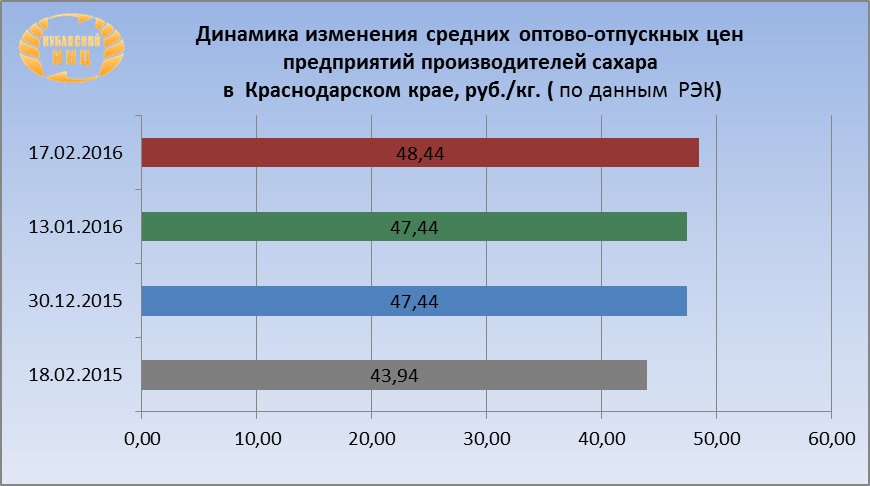 КУБАНСКИЙ
ИВЦ
Динамика изменения средних оптово-отпускных цен
предприятий производителей сахара
в Краснодарском крае, руб./кг. ( по данным РЭК)
17.02.2016
48,44
13.01.2016
47,44
30.12.2015
47,44
18.02.2015
43,94
0,00 10,00 20,00 30,00 40,00 50,00 60,00